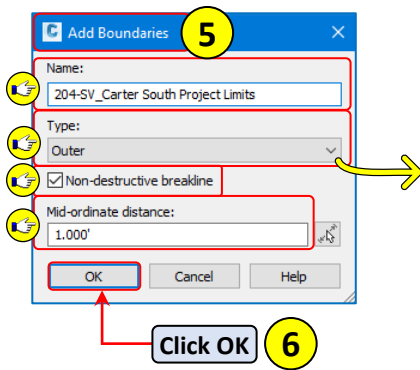 Add Boundaries
5
Name:
204-SV_Carter South Project Limits
Type:
Outer
Non-destructive breakline
Mid-ordinate distance:
1.000'
OK
Cancel
Help
Click OK
6